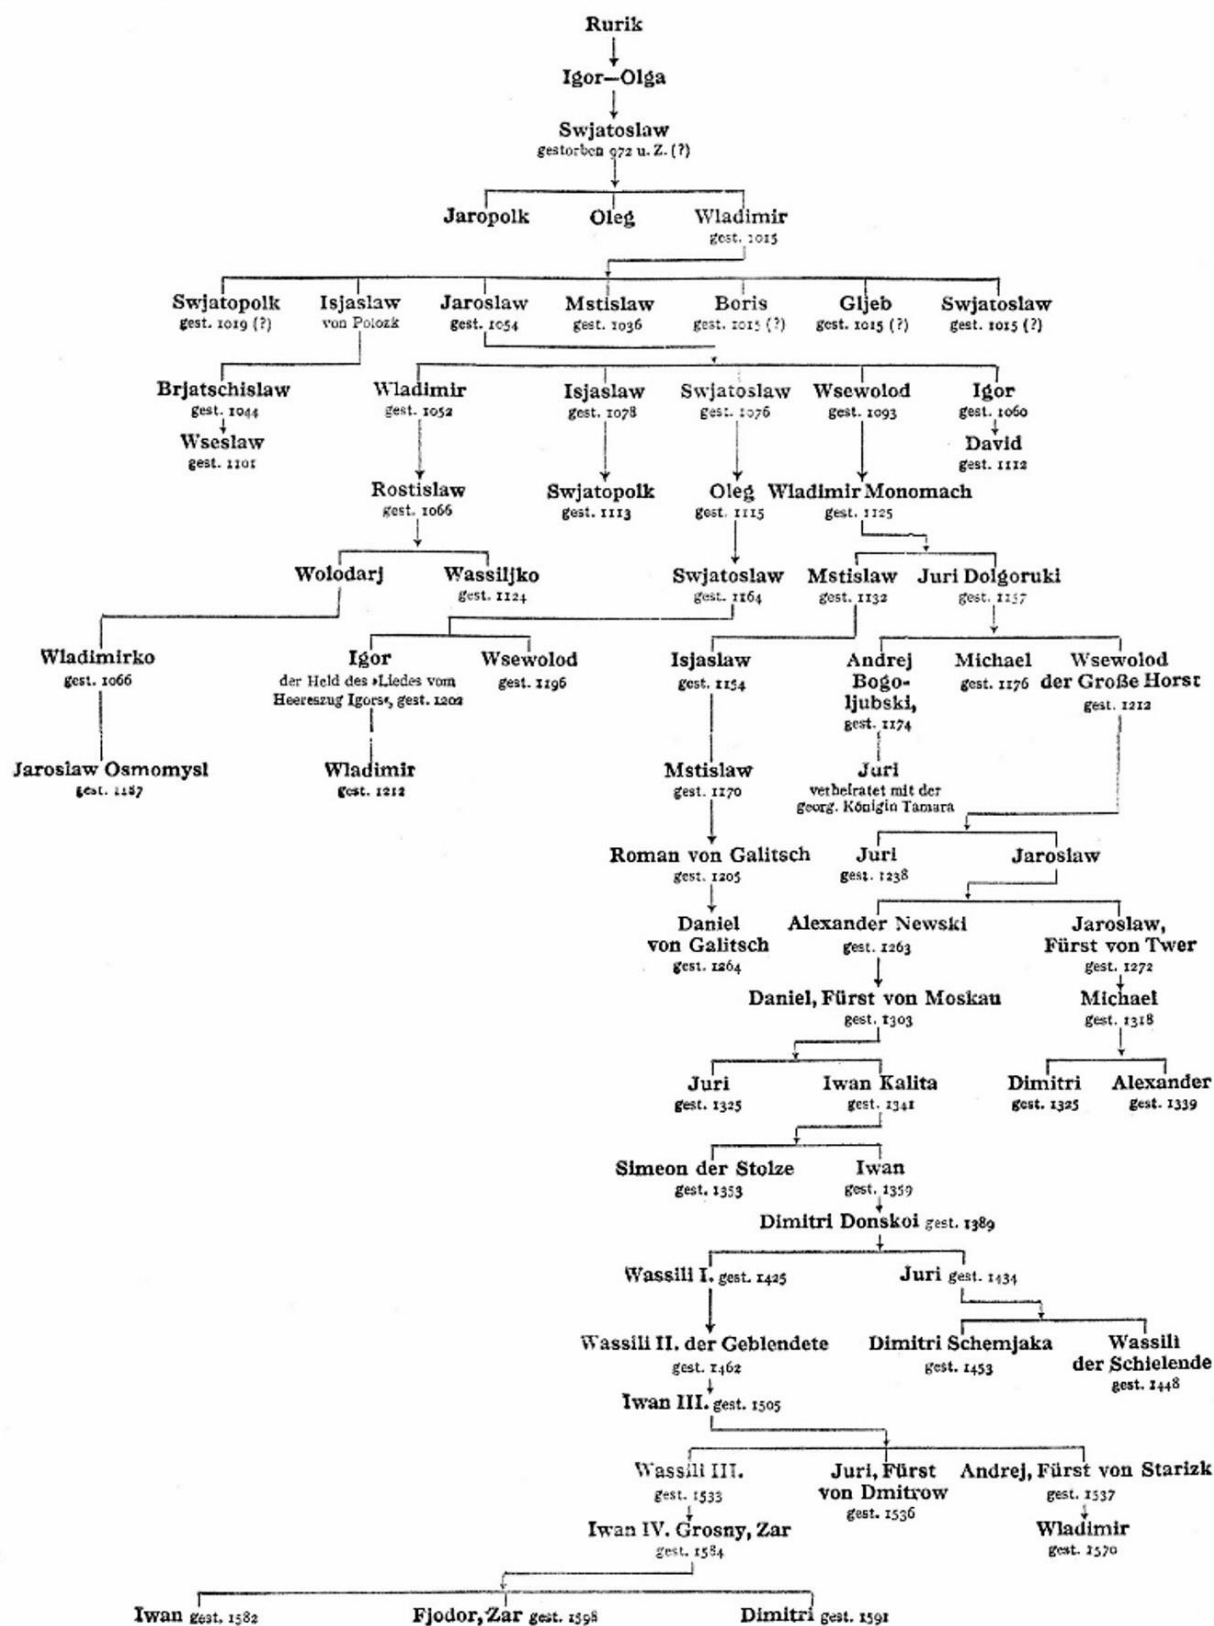 Rurik
Igor—Olga
Swjatoslaw
gestorben 972 u. Z. (?)
Jaropolk Oleg Wladimir
gest. 1015
Swjatopolk Isjaslaw Jaroslaw Mstislaw Boris Gljeb Swjatoslaw
gest. 1019 (?) von Polozk gest. 1054 gest. 1036 gest. 1015 (?) gest. 1015 (?) gest. 1015 (?)
Brjatschislaw Wladimir Isjaslaw Swjatoslaw Wsewolod Igor
gest. 1044 gest. 1052 gest. 1078 gest. 1076 gest. 1093 gest. 1060
Wseslaw David
gest. 1101 gest. 1112
Rostislaw Swjatopolk Oleg Wladimir Monomach
gest. 1066 gest. 1113 gest. 1115 gest. 1125
Wolodarj Wassiljko Swjatoslaw Mstislaw Juri Dolgoruki
gest. 1124 gest. 1164 gest. 1132 gest. 1157
Wladimirko Igor Wsewolod Isjaslaw Andrej Michael Wsewolod
gest. 1066 der Held des »Liedes vom gest. 1196 gest. 1154 Bogo- gest. 1176 der Große Horst
Heereszug Igors«, gest. 1202 ljubski, gest. 1212
gest. 1174
Jaroslaw Osmomysl Wladimir Mstislaw Juri
gest. 1187 gest. 1212 gest. 1170 verheiratet mit der
georg. Königin Tamara
Roman von Galitsch Juri Jaroslaw
gest. 1205 gest. 1238
Daniel Alexander Newski Jaroslaw,
von Galitsch gest. 1263 Fürst von Twer
gest. 1264 gest. 1272
Daniel, Fürst von Moskau Michael
gest. 1303 gest. 1318
Juri Iwan Kalita Dimitri Alexander
gest. 1325 gest. 1341 gest. 1325 gest. 1339
Simeon der Stolze Iwan
gest. 1353 gest. 1359
Dimitri Donskoi gest. 1389
Wassili I. gest. 1425 Juri gest. 1434
Wassili II. der Geblendete Dimitri Schemjaka Wassili
gest. 1462 gest. 1453 der Schielende
gest. 1448
Iwan III. gest. 1505
Wassili III. Juri, Fürst Andrej, Fürst von Starizk
gest. 1533 von Dmitrow gest. 1537
gest. 1536
Iwan IV. Grosny, Zar Wladimir
gest. 1584 gest. 1570
Iwan gest. 1582 Fjodor, Zar gest. 1598 Dimitri gest. 1591